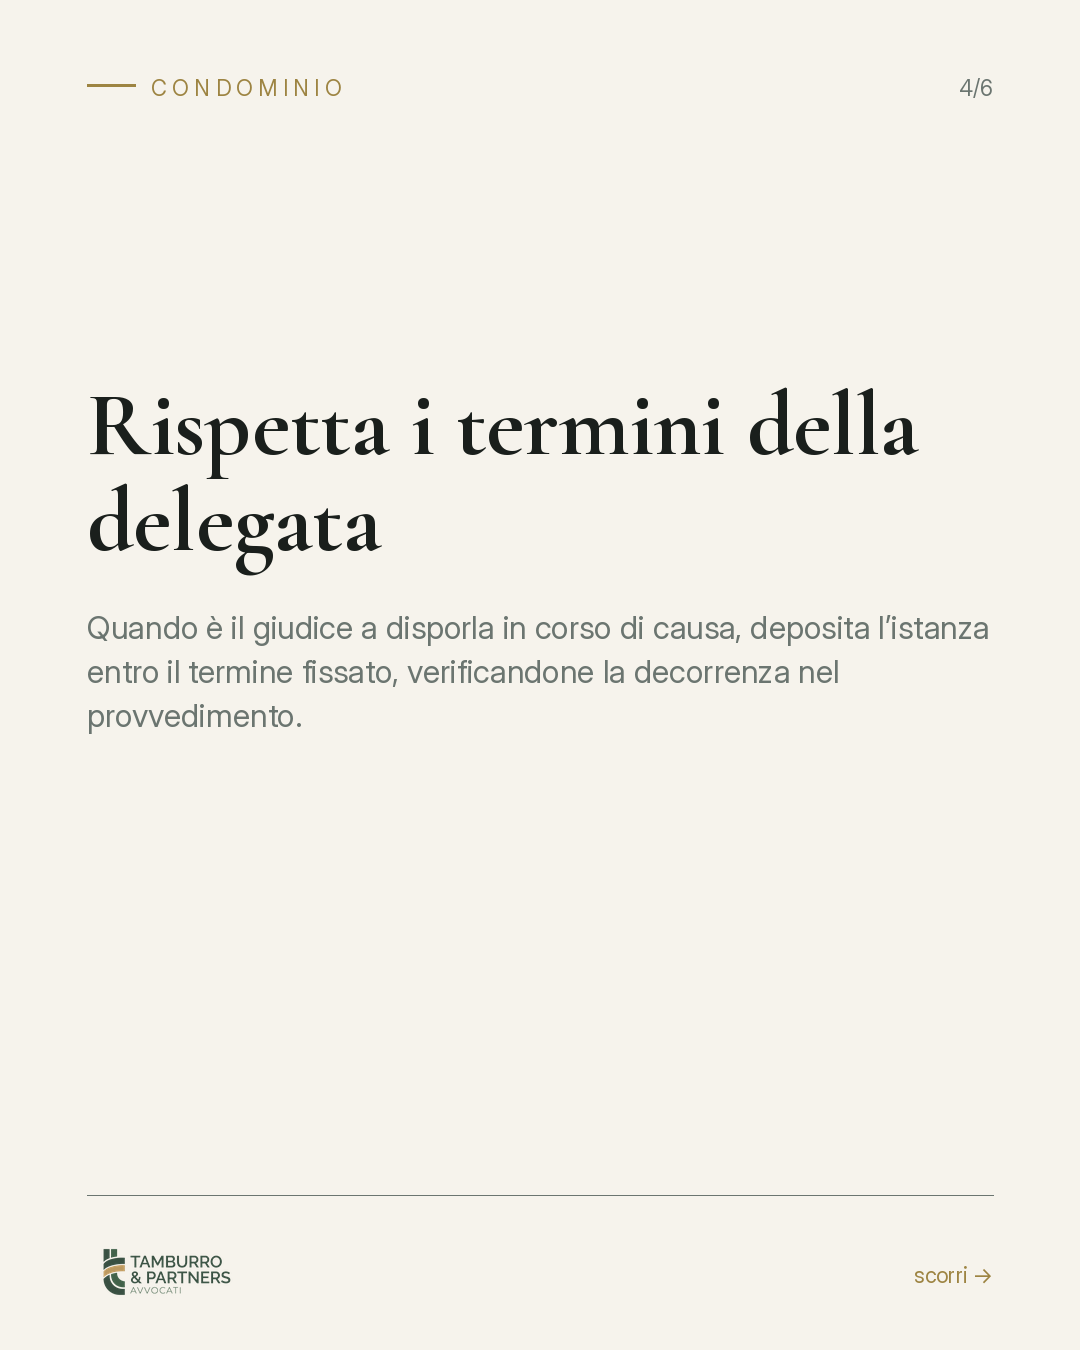 CONDOMINIO
4/6
Rispetta i termini della
delegata
Quando è il giudice a disporla in corso di causa, deposita l’istanza
entro il termine fissato, verificandone la decorrenza nel
provvedimento.
TAMBURRO
& PARTNERS
AVVOCATI
scorri →